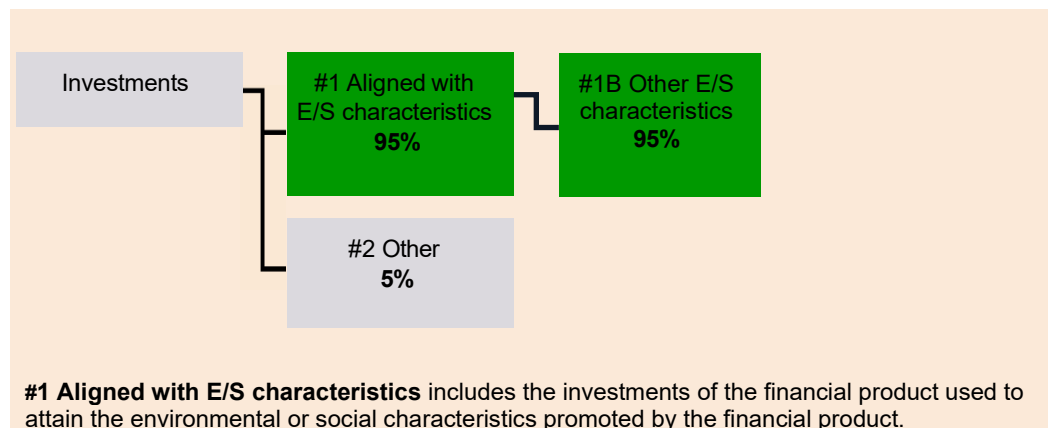 Investments
#1 Aligned with
E/S characteristics
95%
#1B Other E/S
characteristics
95%
#2 Other
5%
#1 Aligned with E/S characteristics includes the investments of the financial product used to
attain the environmental or social characteristics promoted by the financial product.